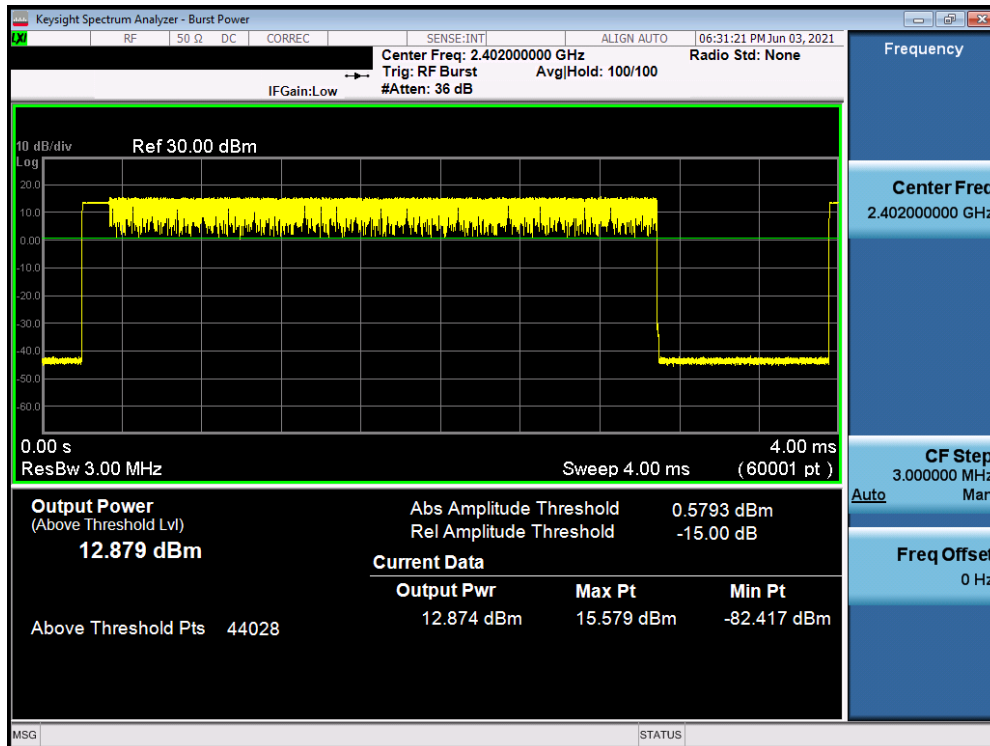 Keysight Spectrum Analyzer - Burst Power
LXI RF 50 Ω DC CORREC SENSE:INT ALIGN AUTO 06:31:21 PM Jun 03, 2021
Center Freq: 2.402000000 GHz Radio Std: None
Trig: RF Burst Avg|Hold: 100/100
IFGain:Low #Atten: 36 dB
10 dB/div Ref 30.00 dBm
Log
20.0
10.0
0.00
-10.0
-20.0
-30.0
-40.0
-50.0
-60.0
0.00 s 4.00 ms
ResBw 3.00 MHz Sweep 4.00 ms (60001 pt)
Output Power
(Above Threshold Lvl)
12.879 dBm
Above Threshold Pts 44028
Abs Amplitude Threshold 0.5793 dBm
Rel Amplitude Threshold -15.00 dB
Current Data
Output Pwr Max Pt Min Pt
12.874 dBm 15.579 dBm -82.417 dBm
Frequency
Center Freq
2.402000000 GHz
CF Step
3.000000 MHz
Auto Man
Freq Offset
0 Hz
MSG STATUS